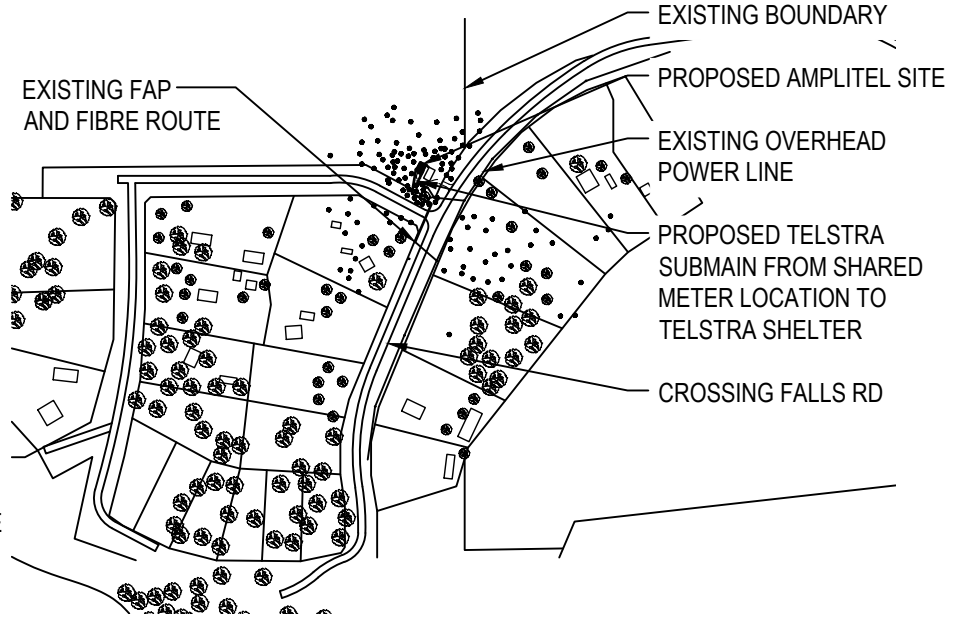 EXISTING BOUNDARY
PROPOSED AMPLITEL SITE
EXISTING FAP
AND FIBRE ROUTE
EXISTING OVERHEAD
POWER LINE
PROPOSED TELSTRA
SUBMAIN FROM SHARED
METER LOCATION TO
TELSTRA SHELTER
CROSSING FALLS RD